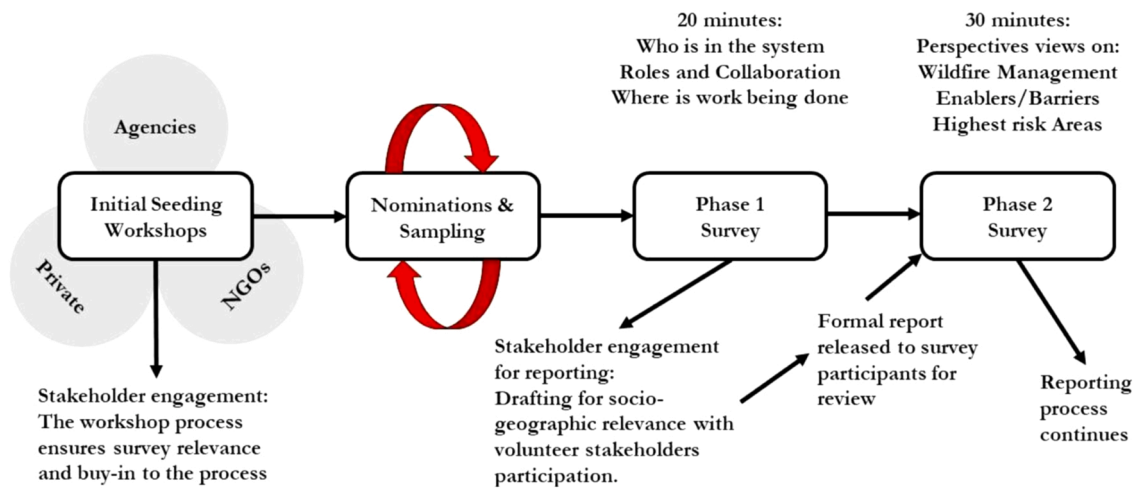 20 minutes:
Who is in the system
Roles and Collaboration
Where is work being done
30 minutes:
Perspectives views on:
Wildfire Management
Enablers/Barriers
Highest risk Areas
Agencies
Private
NGOs
Initial Seeding
Workshops
Nominations &
Sampling
Phase 1
Survey
Phase 2
Survey
Stakeholder engagement:
The workshop process
ensures survey relevance
and buy-in to the process
Stakeholder engagement
for reporting:
Drafting for socio-
geographic relevance with
volunteer stakeholders
participation.
Formal report
released to survey
participants for
review
Reporting
process
continues